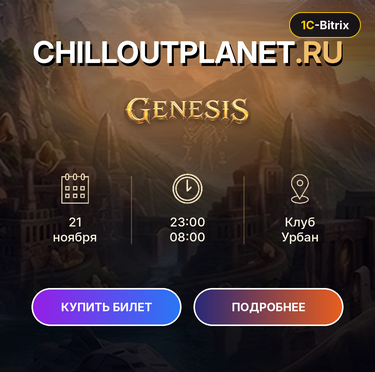 1C-Bitrix
CHILLOUTPLANET.RU
GENESIS
21
ноября
23:00
08:00
Клуб
Урбан
КУПИТЬ БИЛЕТ
ПОДРОБНЕЕ